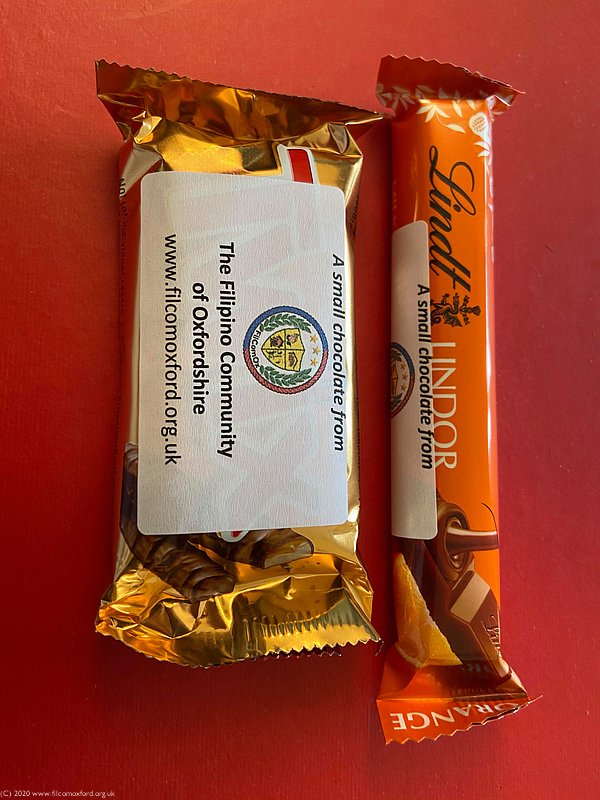 A small chocolate from
FilComOx
The Filipino Community
of Oxfordshire
www.filcomoxford.org.uk
Lindt
LINDOR
A small chocolate from
ORANGE
(C) 2020 www.filcomoxford.org.uk